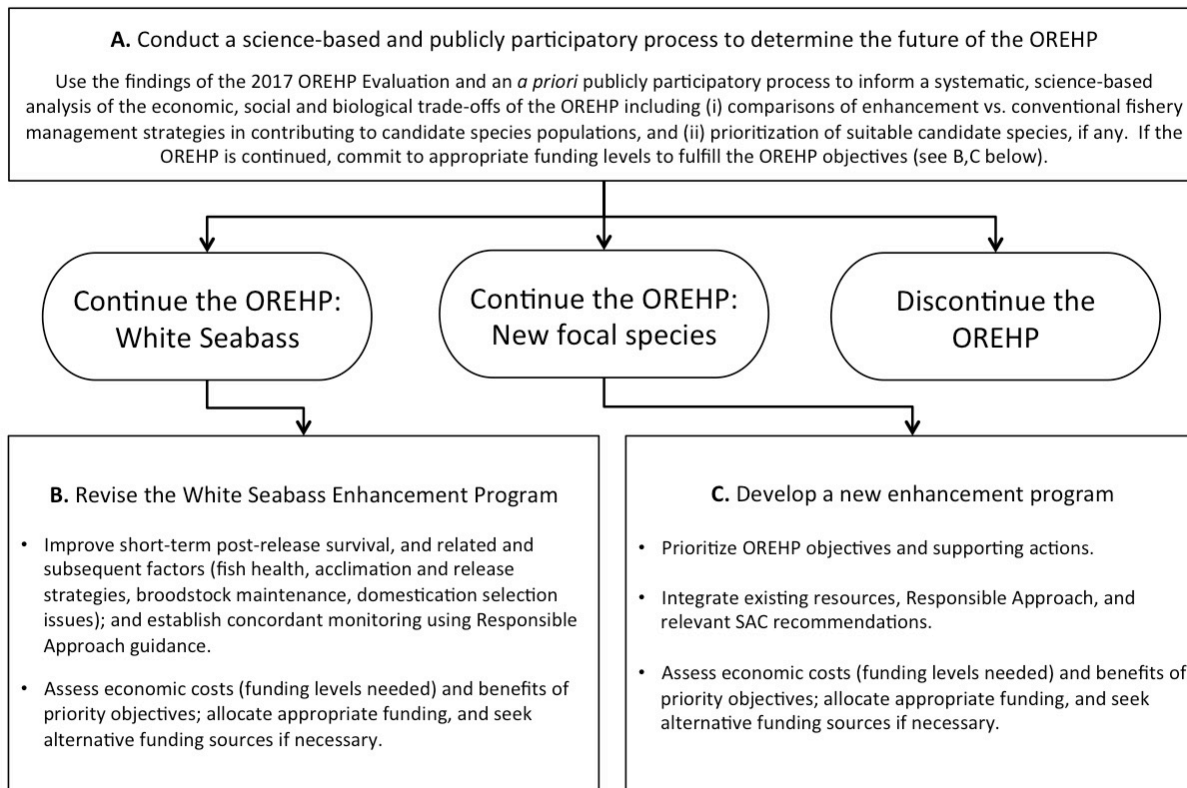 A. Conduct a science-based and publicly participatory process to determine the future of the OREHP
Use the findings of the 2017 OREHP Evaluation and an a priori publicly participatory process to inform a systematic, science-based
analysis of the economic, social and biological trade-offs of the OREHP including (i) comparisons of enhancement vs. conventional fishery
management strategies in contributing to candidate species populations, and (ii) prioritization of suitable candidate species, if any.  If the
OREHP is continued, commit to appropriate funding levels to fulfill the OREHP objectives (see B,C below).
Continue the OREHP:
White Seabass
Continue the OREHP:
New focal species
Discontinue the
OREHP
B. Revise the White Seabass Enhancement Program
• Improve short-term post-release survival, and related and
subsequent factors (fish health, acclimation and release
strategies, broodstock maintenance, domestication selection
issues); and establish concordant monitoring using Responsible
Approach guidance.
• Assess economic costs (funding levels needed) and benefits of
priority objectives; allocate appropriate funding, and seek
alternative funding sources if necessary.
C. Develop a new enhancement program
• Prioritize OREHP objectives and supporting actions.
• Integrate existing resources, Responsible Approach, and
relevant SAC recommendations.
• Assess economic costs (funding levels needed) and benefits of
priority objectives; allocate appropriate funding, and seek
alternative funding sources if necessary.